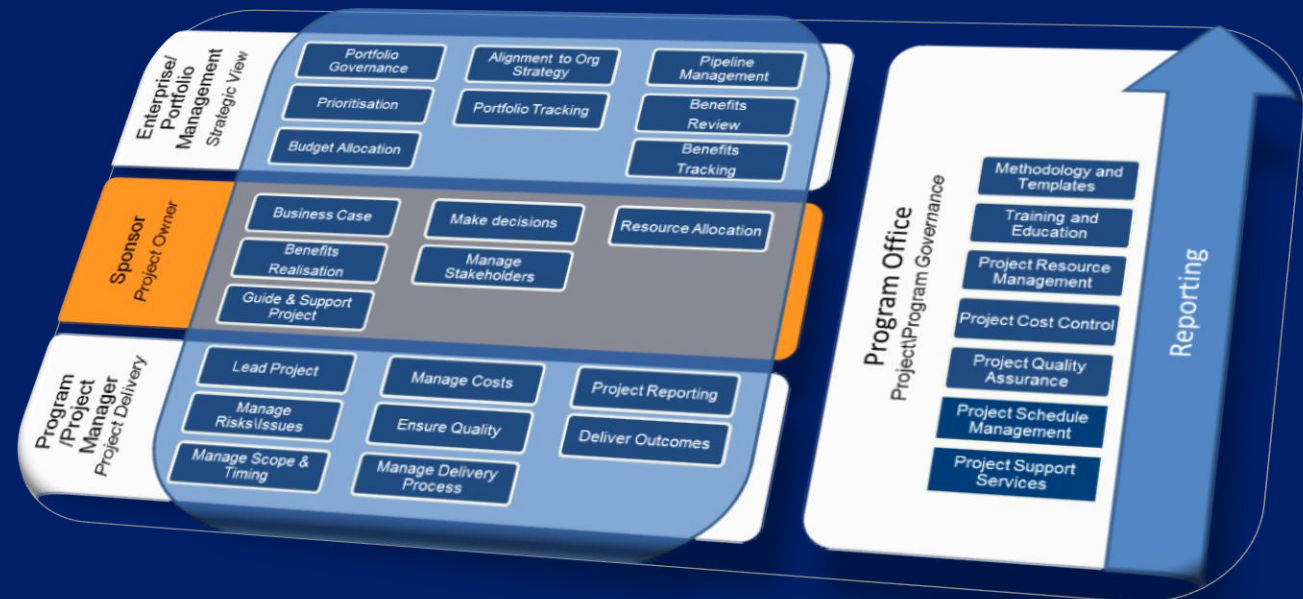 Enterprise/
Portfolio
Management
Strategic View
Portfolio
Governance
Alignment to Org
Strategy
Pipeline
Management
Prioritisation
Portfolio Tracking
Benefits
Review
Budget Allocation
Benefits
Tracking
Sponsor
Project Owner
Business Case
Make decisions
Resource Allocation
Benefits
Realisation
Manage
Stakeholders
Guide & Support
Project
Program
/Project
Manager
Project Delivery
Lead Project
Manage Costs
Project Reporting
Manage
Risks\Issues
Ensure Quality
Deliver Outcomes
Manage Scope &
Timing
Manage Delivery
Process
Program Office
Project\Program Governance
Methodology and
Templates
Training and
Education
Project Resource
Management
Project Cost Control
Project Quality
Assurance
Project Schedule
Management
Project Support
Services
Reporting